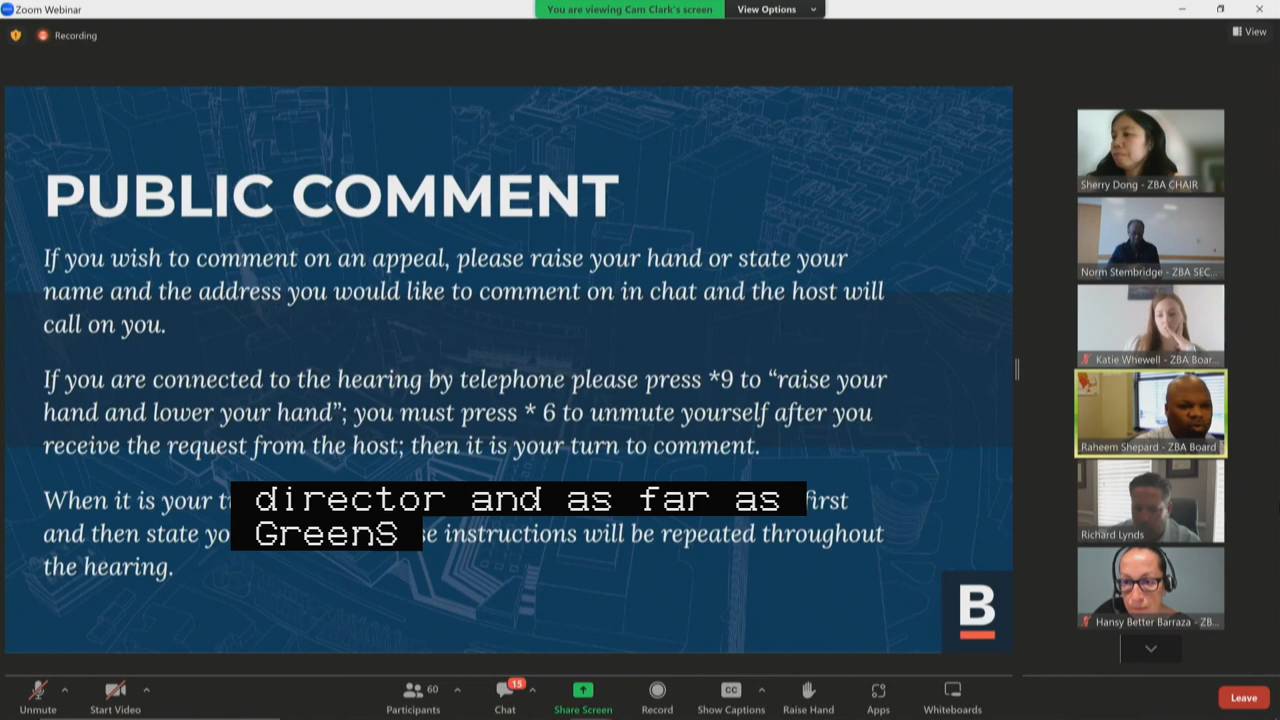 Zoom Webinar
You are viewing Cam Clark's screen
View Options
Recording
View
PUBLIC COMMENT
If you wish to comment on an appeal, please raise your hand or state your
name and the address you would like to comment on in chat and the host will
call on you.
If you are connected to the hearing by telephone please press *9 to “raise your
hand and lower your hand”; you must press * 6 to unmute yourself after you
receive the request from the host; then it is your turn to comment.
When it is your first
and then state instructions will be repeated throughout
the hearing.
director and as far as
GreenS
B
Sherry Dong - ZBA CHAIR
Norm Stembridge - ZBA SEC...
Katie Whewell - ZBA Boar...
Raheem Shepard - ZBA Board
Richard Lynds
Hansy Better Barraza - ZB...
Unmute
Start Video
60
Participants
15
Chat
Share Screen
Record
CC
Show Captions
Raise Hand
Apps
Whiteboards
Leave